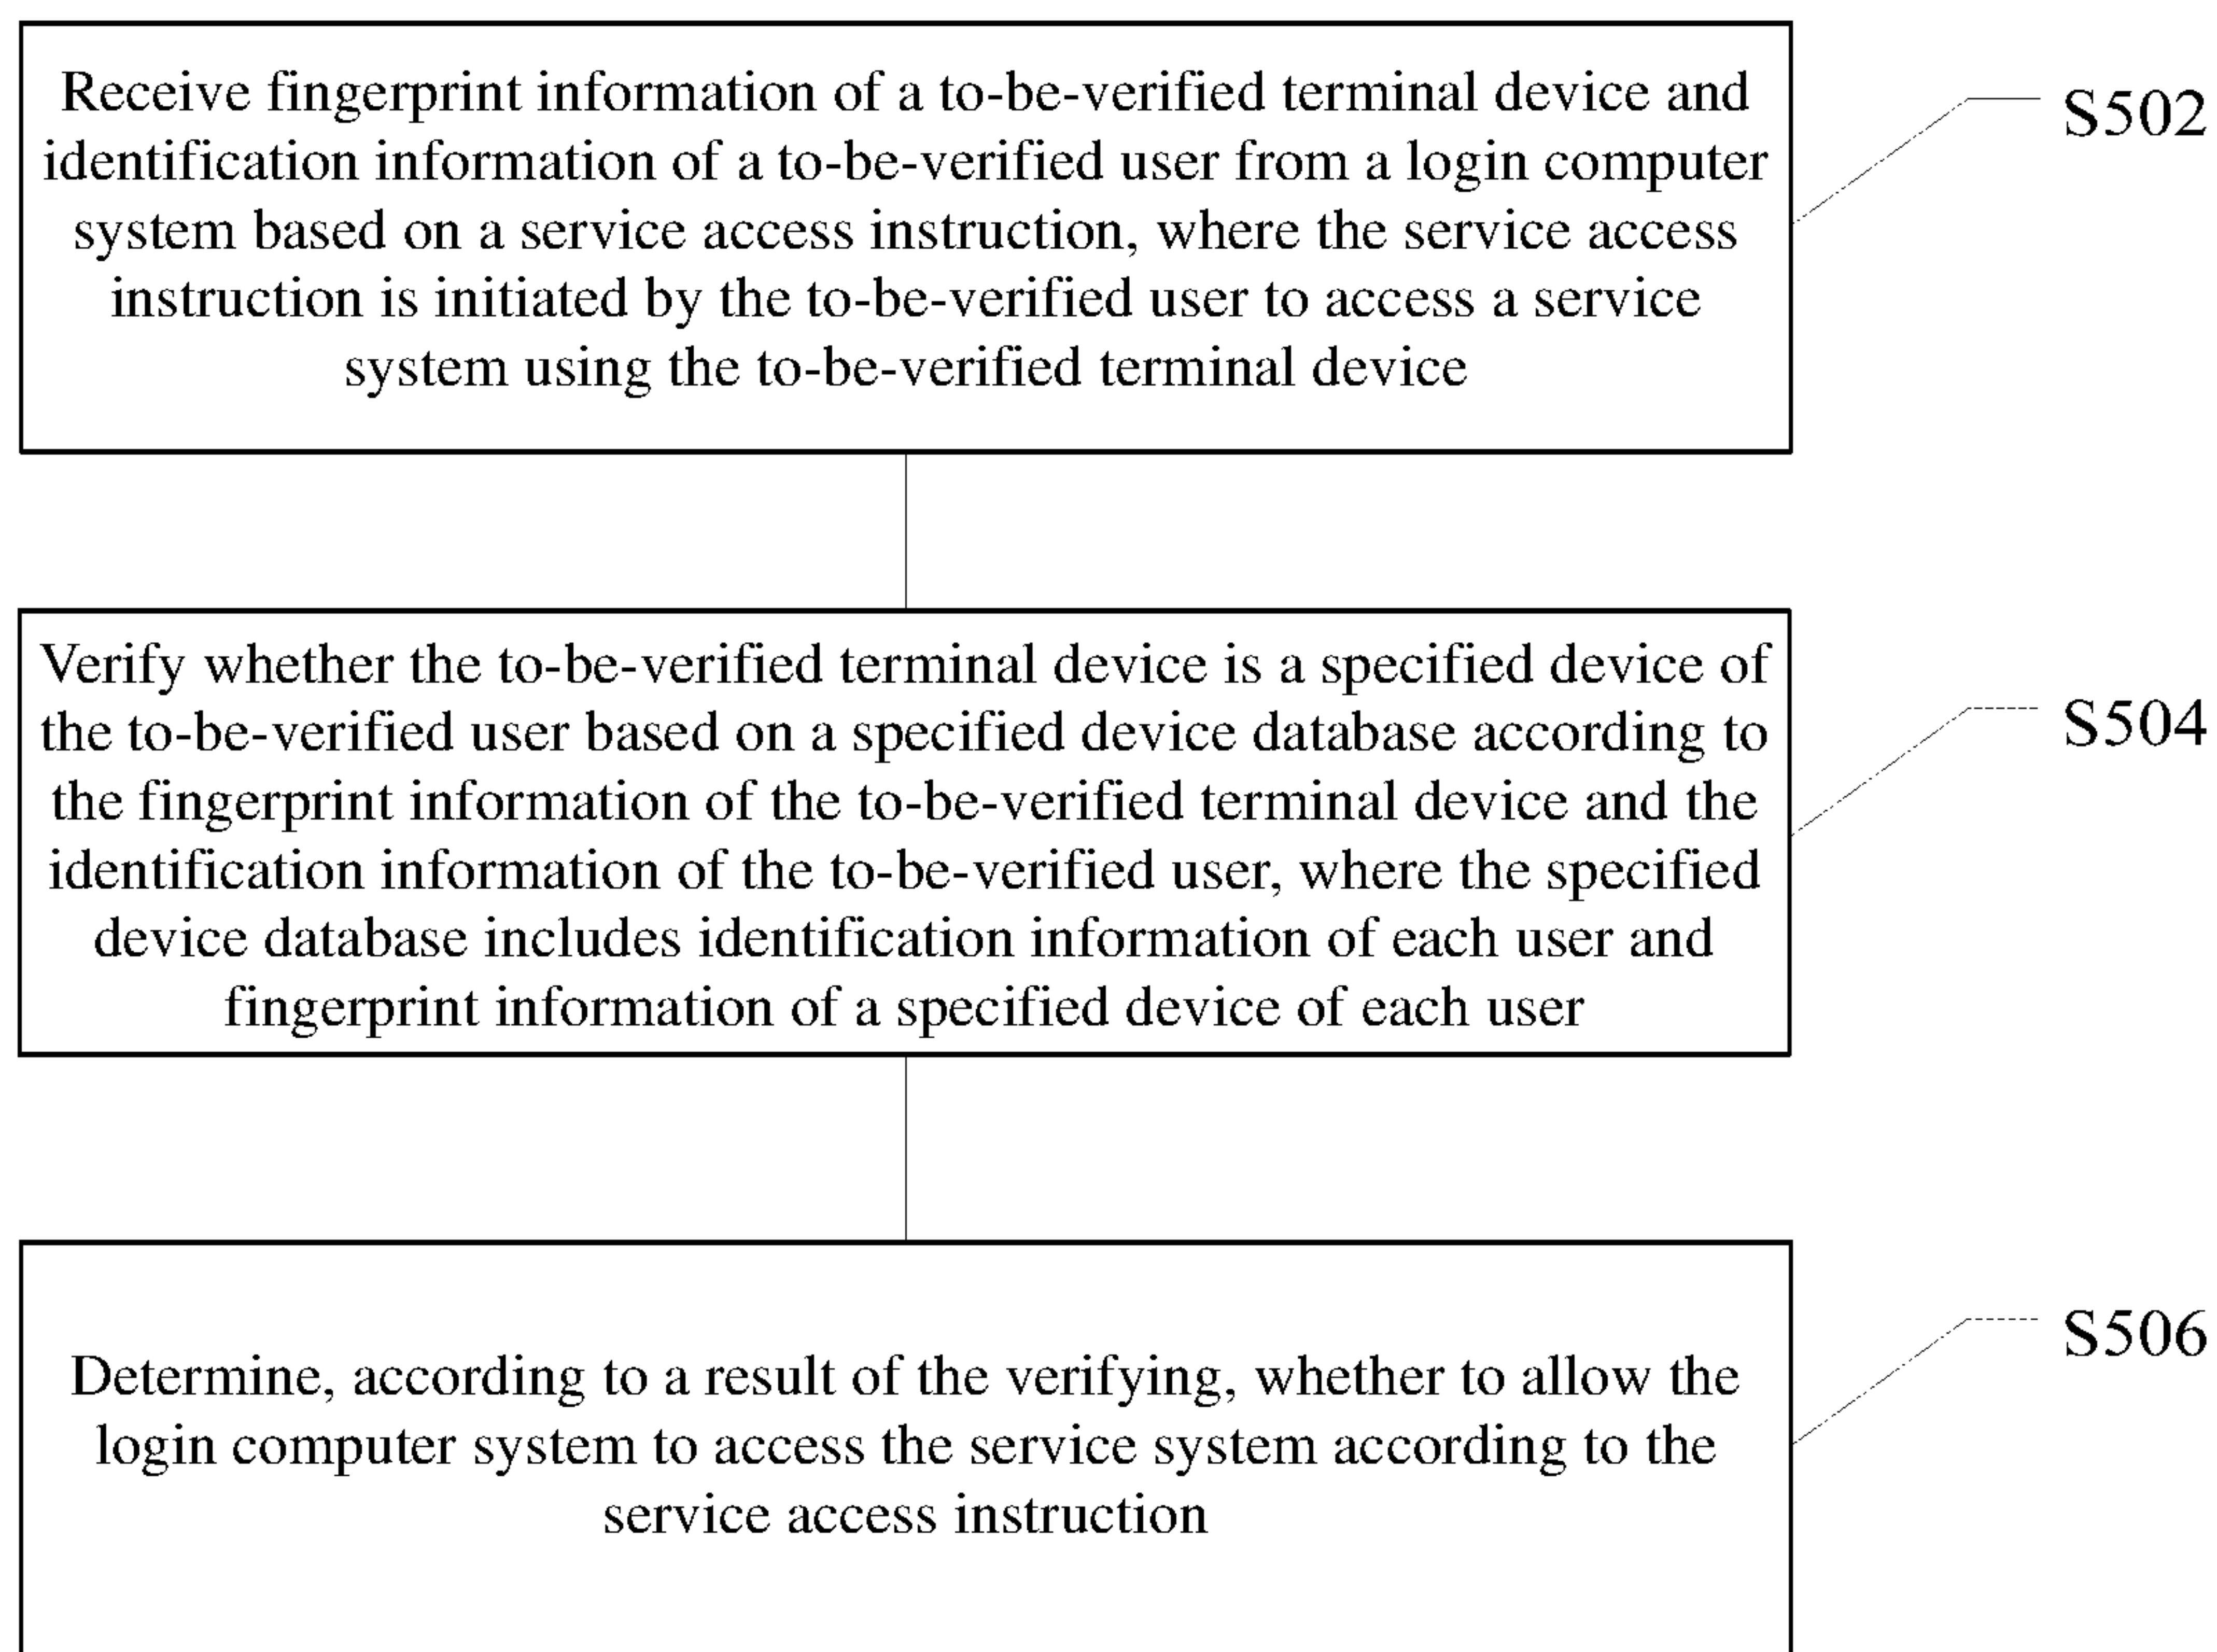 Receive fingerprint information of a to-be-verified terminal device and
identification information of a to-be-verified user from a login computer
system based on a service access instruction, where the service access
instruction is initiated by the to-be-verified user to access a service
system using the to-be-verified terminal device
S502
Verify whether the to-be-verified terminal device is a specified device of
the to-be-verified user based on a specified device database according to
the fingerprint information of the to-be-verified terminal device and the
identification information of the to-be-verified user, where the specified
device database includes identification information of each user and
fingerprint information of a specified device of each user
S504
Determine, according to a result of the verifying, whether to allow the
login computer system to access the service system according to the
service access instruction
S506